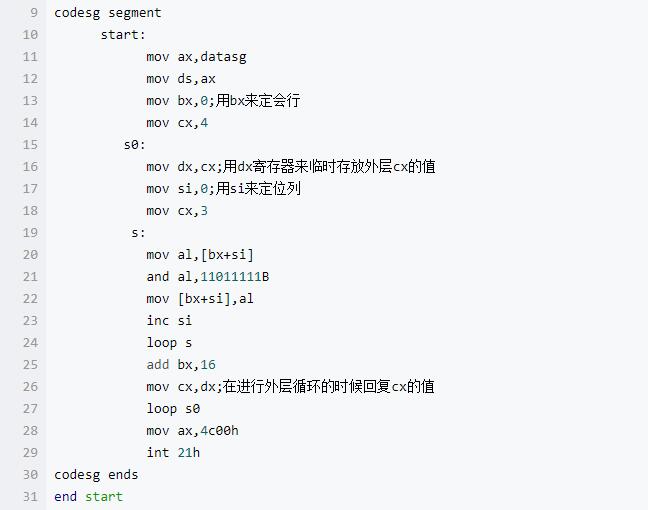 9 codesg segment
10 start:
11 mov ax,datasg
12 mov ds,ax
13 mov bx,0;用bx来定会行
14 mov cx,4
15 s0:
16 mov dx,cx;用dx寄存器来临时存放外层cx的值
17 mov si,0;用si来定位列
18 mov cx,3
19 s:
20 mov al,[bx+si]
21 and al,11011111B
22 mov [bx+si],al
23 inc si
24 loop s
25 add bx,16
26 mov cx,dx;在进行外层循环的时候回复cx的值
27 loop s0
28 mov ax,4c00h
29 int 21h
30 codesg ends
31 end start